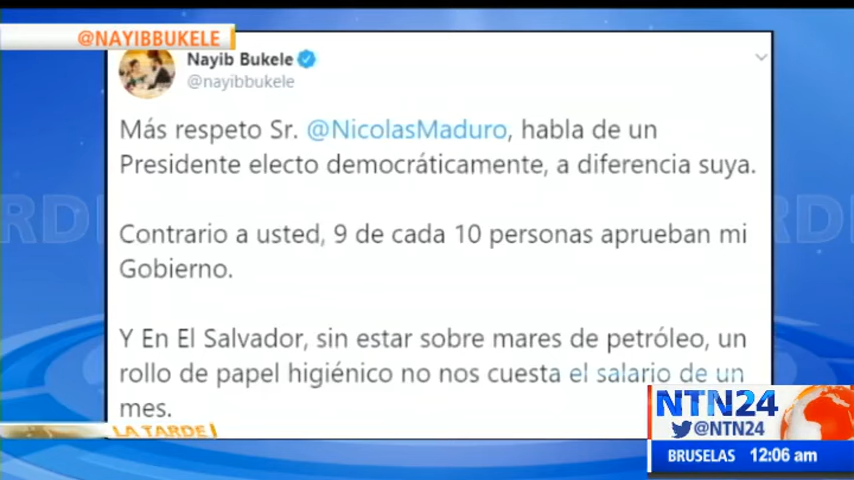 @NAYIBBUKELE
Nayib Bukele
@nayibbukele
Más respeto Sr. @NicolasMaduro, habla de un
Presidente electo democráticamente, a diferencia suya.
Contrario a usted, 9 de cada 10 personas aprueban mi
Gobierno.
Y En El Salvador, sin estar sobre mares de petróleo, un
rollo de papel higiénico no nos cuesta el salario de un
mes.
LA TARDE
NTN24
@NTN24
BRUSELAS 12:06 am